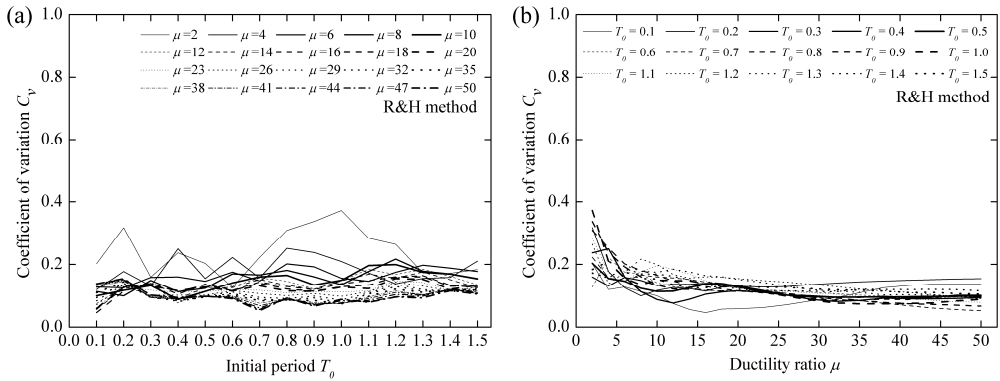 (a)
μ=2 μ=4 μ=6 μ=8 μ=10
μ=12 μ=14 μ=16 μ=18 μ=20
μ=23 μ=26 μ=29 μ=32 μ=35
μ=38 μ=41 μ=44 μ=47 μ=50
R&H method
Coefficient of variation Cv
1.0
0.8
0.6
0.4
0.2
0.0
0.0 0.1 0.2 0.3 0.4 0.5 0.6 0.7 0.8 0.9 1.0 1.1 1.2 1.3 1.4 1.5
Initial period T0
(b)
T0 = 0.1 T0 = 0.2 T0 = 0.3 T0 = 0.4 T0 = 0.5
T0 = 0.6 T0 = 0.7 T0 = 0.8 T0 = 0.9 T0 = 1.0
T0 = 1.1 T0 = 1.2 T0 = 1.3 T0 = 1.4 T0 = 1.5
R&H method
Coefficient of variation Cv
1.0
0.8
0.6
0.4
0.2
0.0
0 5 10 15 20 25 30 35 40 45 50
Ductility ratio μ